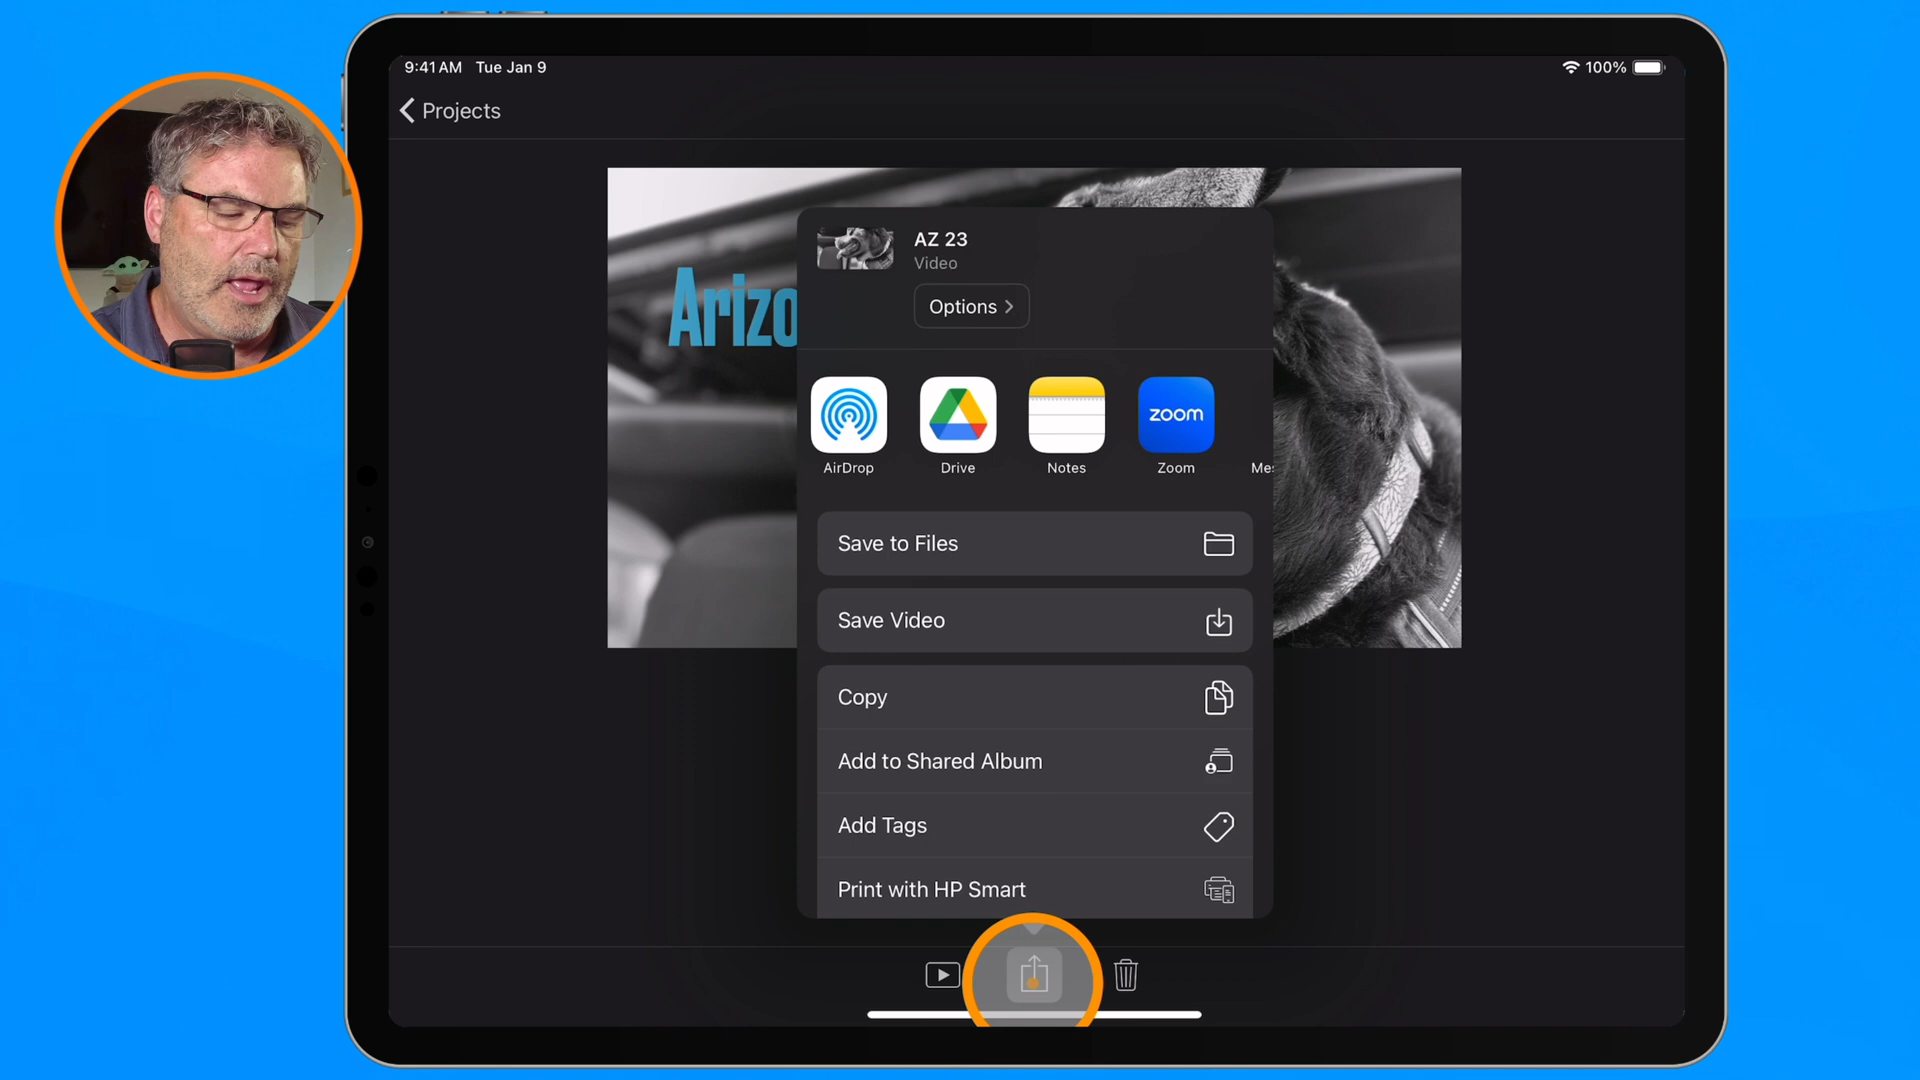 9:41 AM Tue Jan 9
100%
Projects
AZ 23
Video
Options
Arizo
zoom
AirDrop
Drive
Notes
Zoom
Mes
Save to Files
Save Video
Copy
Add to Shared Album
Add Tags
Print with HP Smart